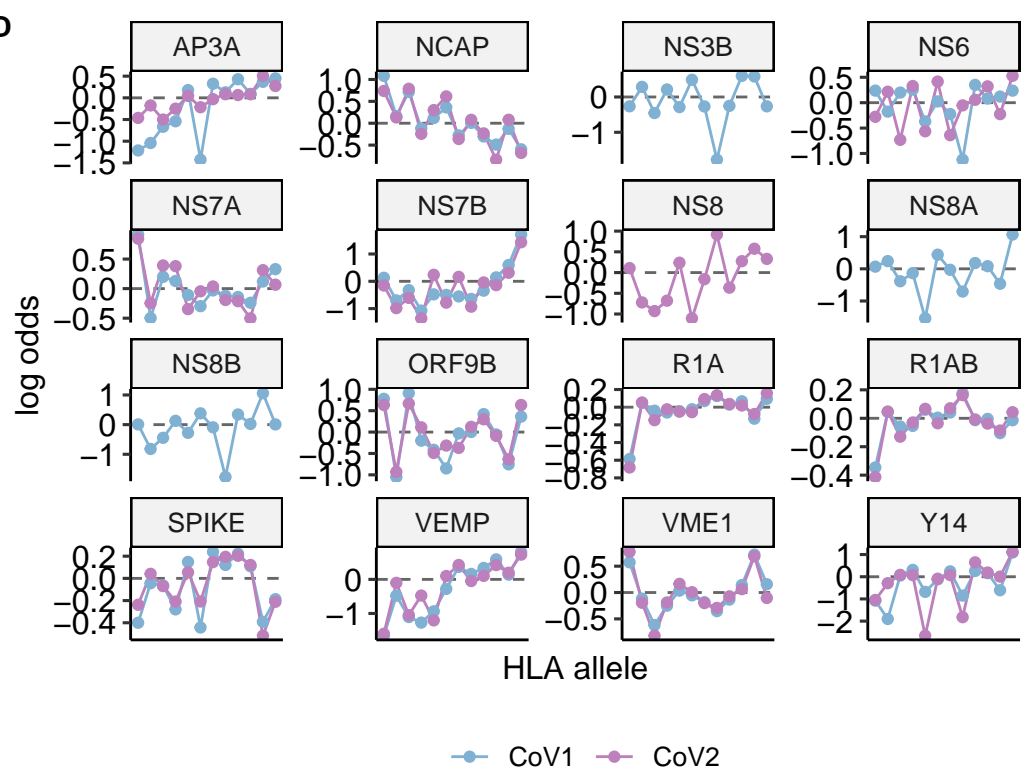 AP3A NCAP NS3B NS6
0.5 0.0 −0.5 −1.0 −1.5
1.0 0.5 0.0 −0.5
0 −1
0.5 0.0 −0.5 −1.0
NS7A NS7B NS8 NS8A
0.5 0.0 −0.5
1 0 −1
1.0 0.5 0.0 −0.5 −1.0
1 0 −1
NS8B ORF9B R1A R1AB
1 0 −1
1.0 0.5 0.0 −0.5 −1.0
0.2 0.0 −0.2 −0.4 −0.6 −0.8
0.2 0.0 −0.2 −0.4
SPIKE VEMP VME1 Y14
0.2 0.0 −0.2 −0.4
0 −1
0.5 0.0 −0.5
1 0 −1 −2
log odds
HLA allele
CoV1 CoV2